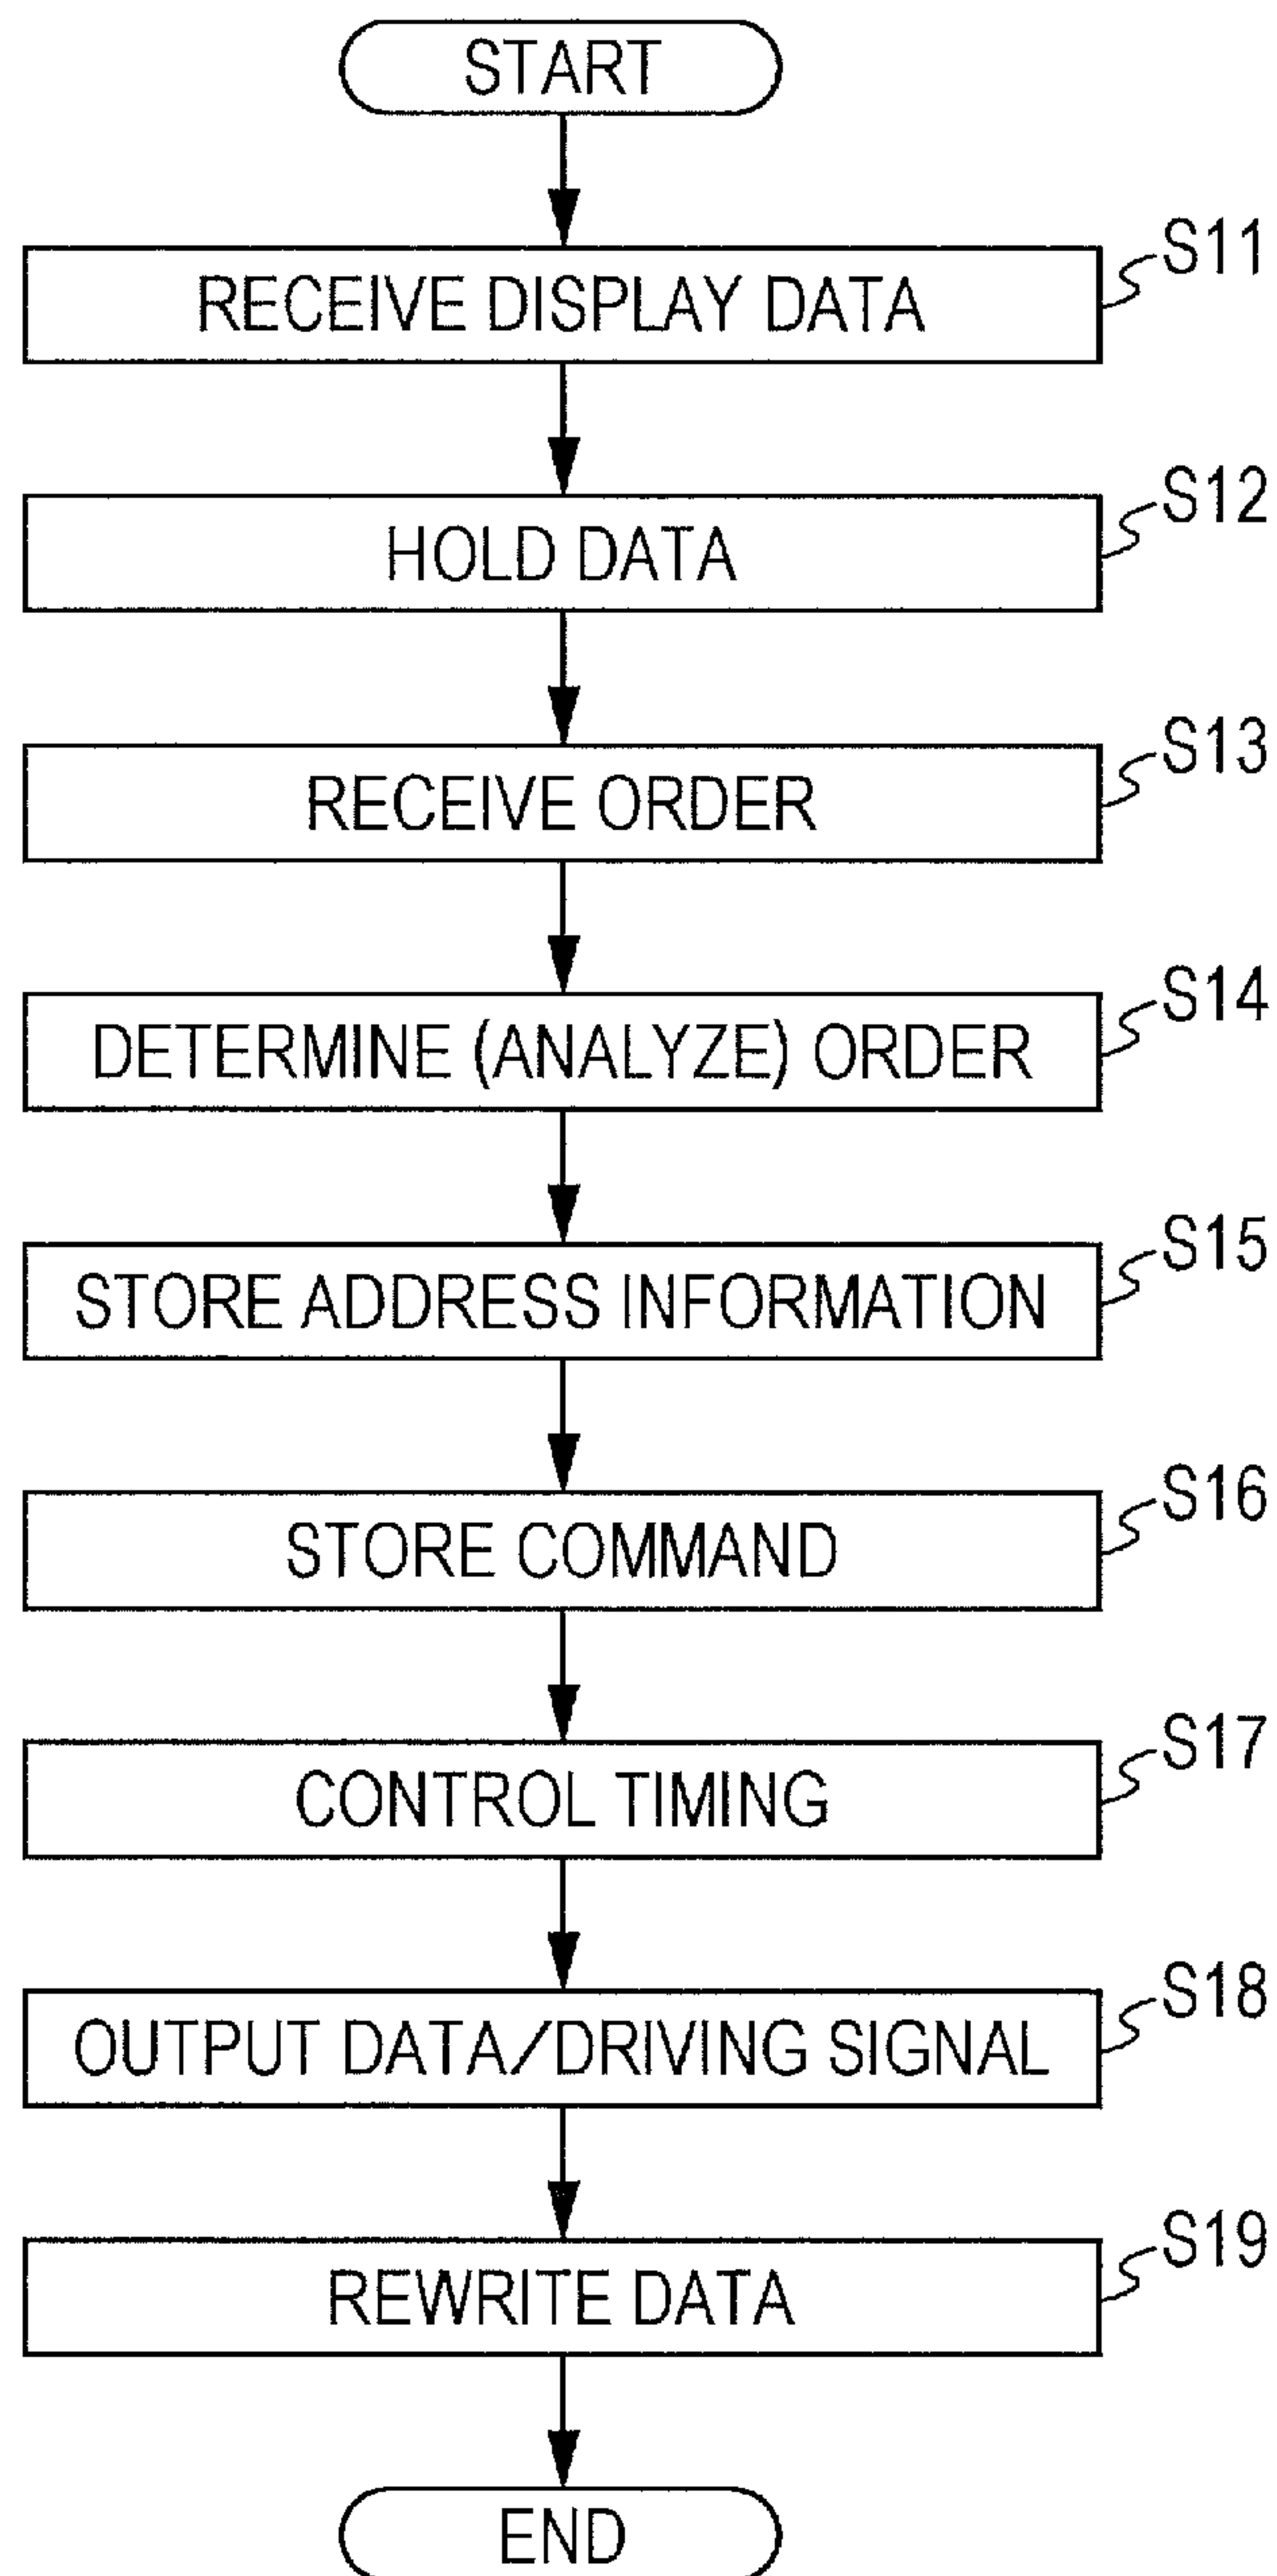 START
RECEIVE DISPLAY DATA S11
HOLD DATA S12
RECEIVE ORDER S13
DETERMINE (ANALYZE) ORDER S14
STORE ADDRESS INFORMATION S15
STORE COMMAND S16
CONTROL TIMING S17
OUTPUT DATA/DRIVING SIGNAL S18
REWRITE DATA S19
END